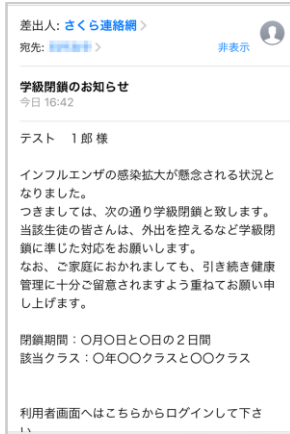 差出人: さくら連絡網 >
宛先: >
非表示
学級閉鎖のお知らせ
今日 16:42
テスト　１郎 様
インフルエンザの感染拡大が懸念される状況と
なりました。
つきましては、次の通り学級閉鎖と致します。
当該生徒の皆さんは、外出を控えるなど学級閉
鎖に準じた対応をお願いします。
なお、ご家庭におかれましても、引き続き健康
管理に十分ご留意されますよう重ねてお願い申
し上げます。
閉鎖期間：〇月〇日と〇日の２日間
該当クラス：〇年〇〇クラスと〇〇クラス
利用者画面へはこちらからログインして下さ
い